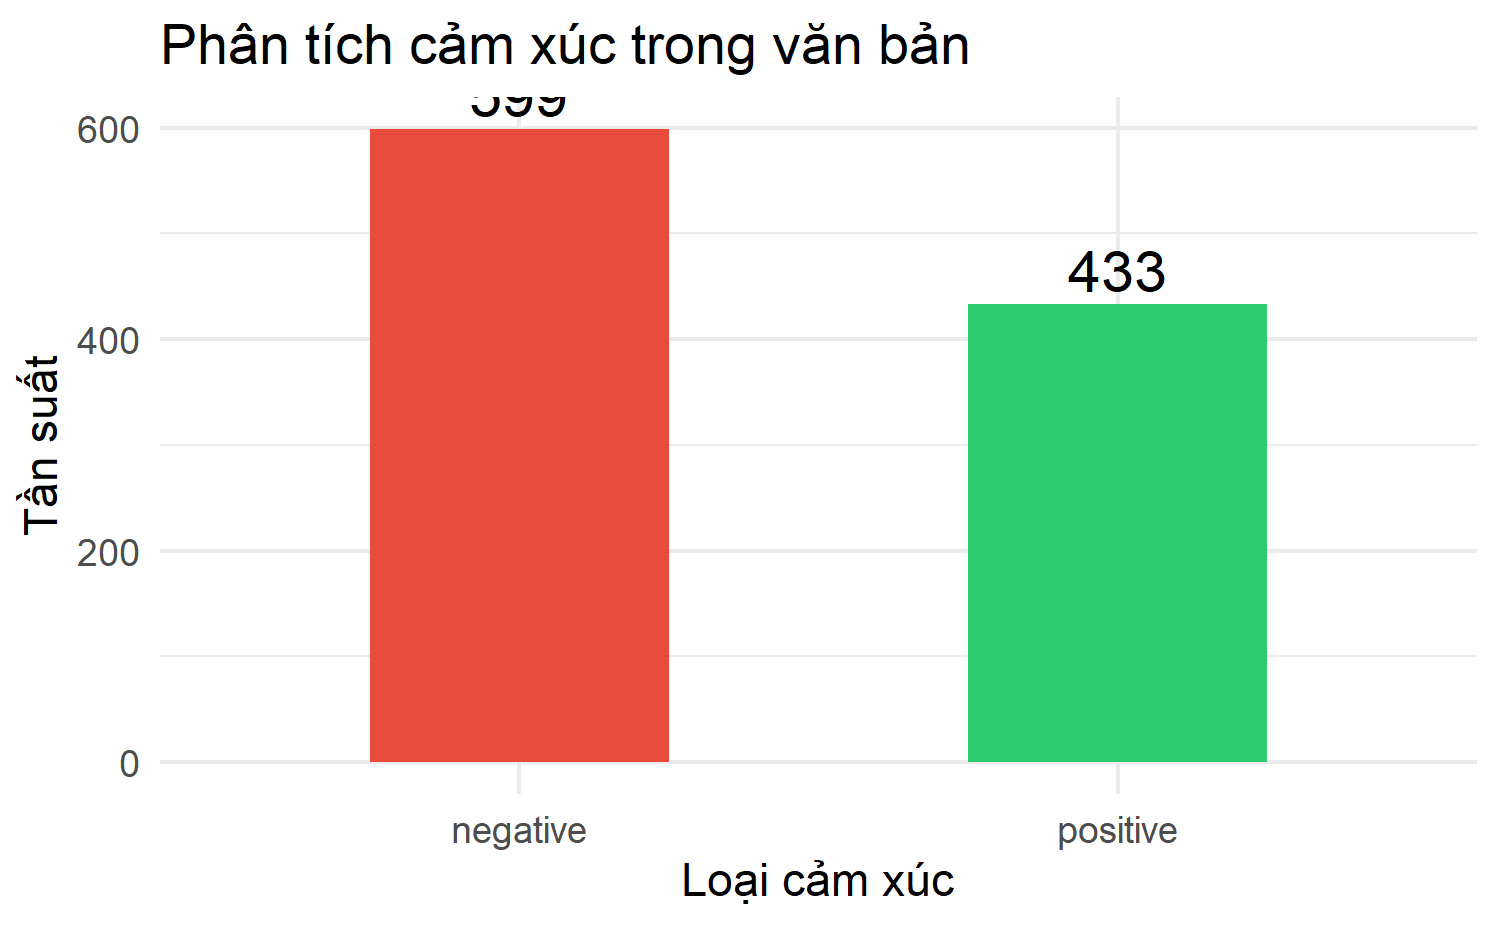 Phân tích cảm xúc trong văn bản
599
600
433
400
200
0
Tần suất
negative
positive
Loại cảm xúc